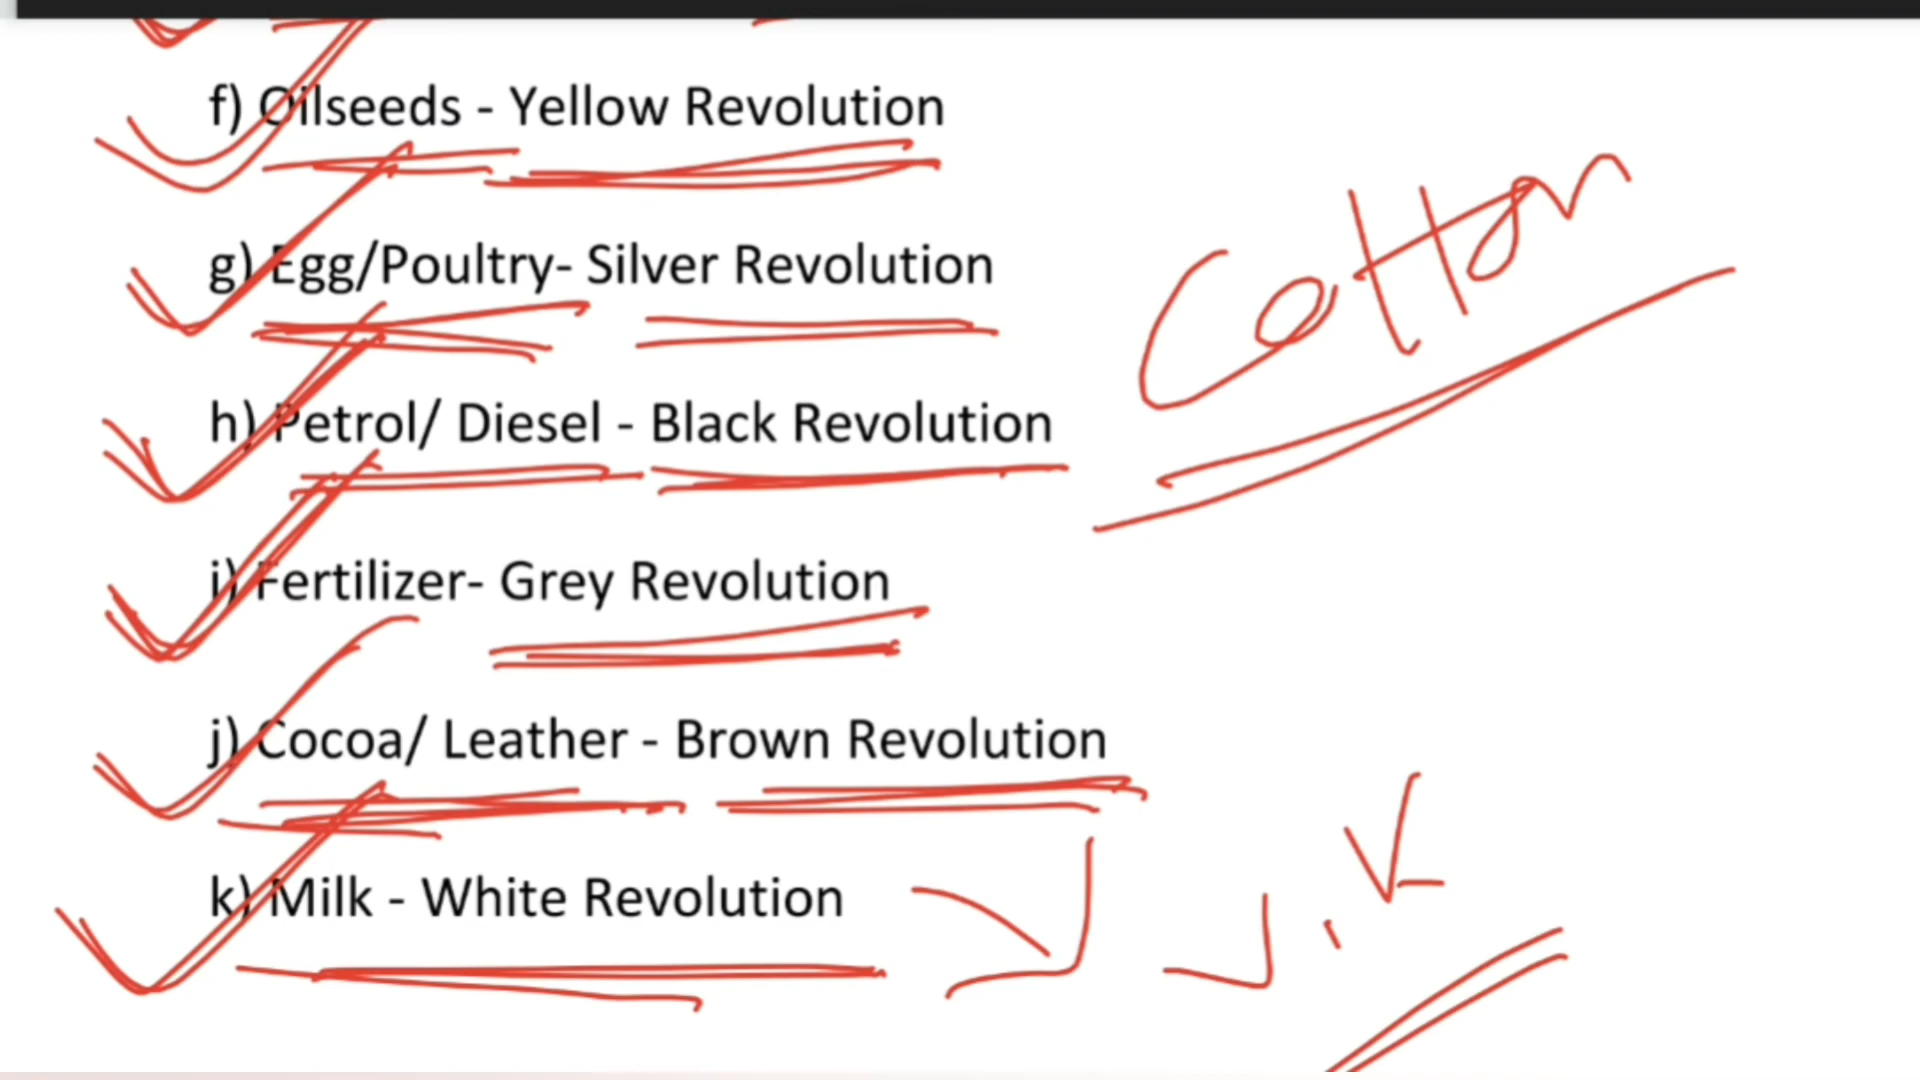 f) Oilseeds - Yellow Revolution
g) Egg/Poultry- Silver Revolution
Cotton
h) Petrol/ Diesel - Black Revolution
i) Fertilizer- Grey Revolution
j) Cocoa/ Leather - Brown Revolution
k) Milk - White Revolution